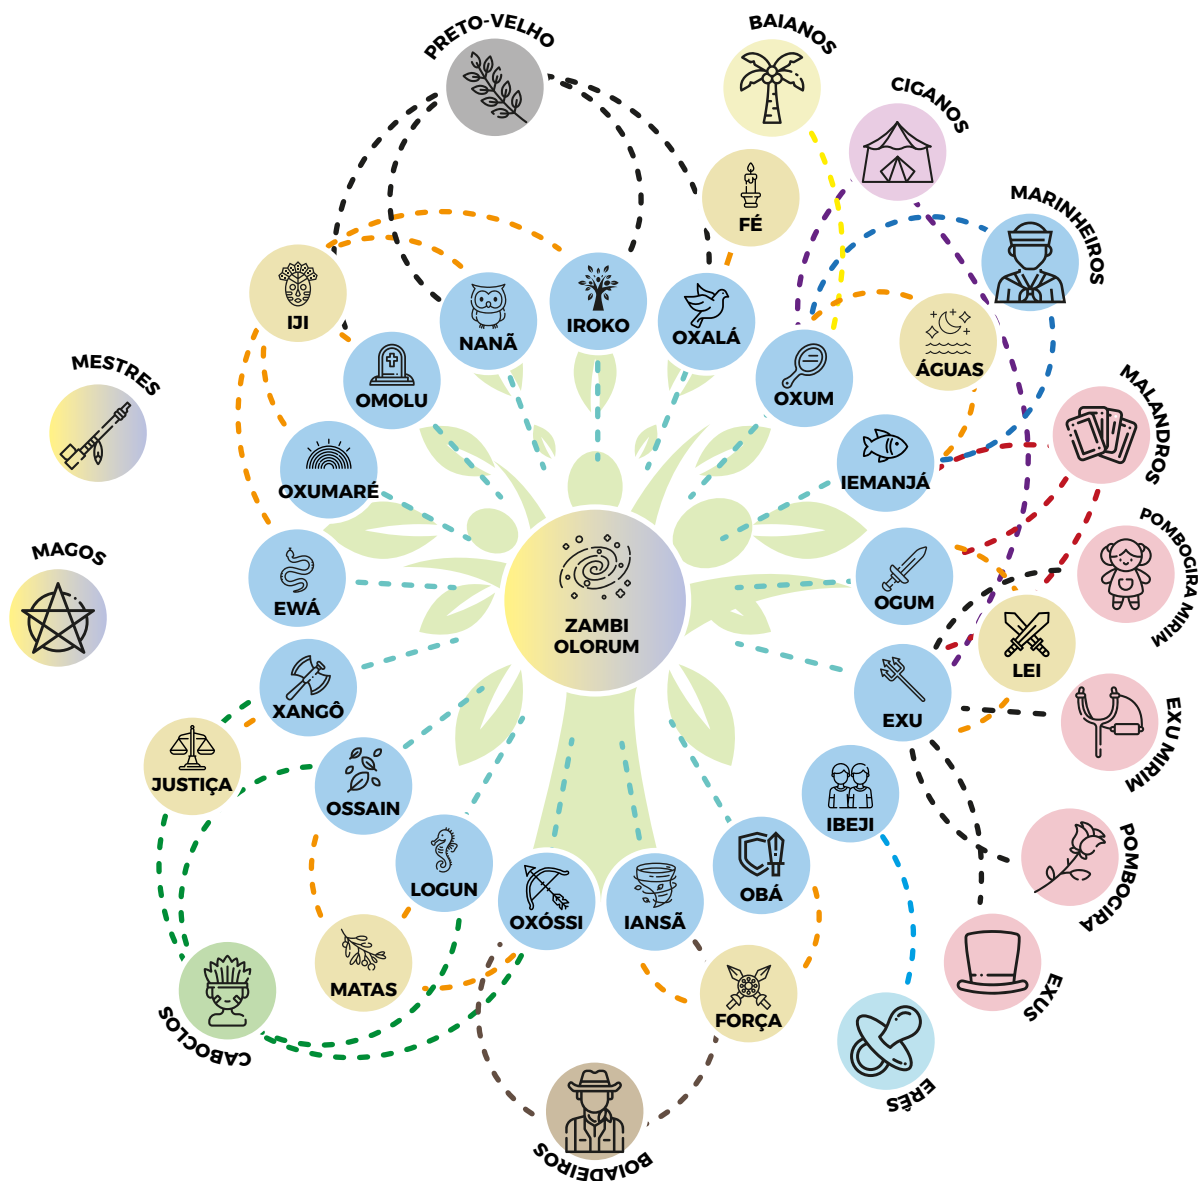 PRETO-VELHO
BAIANOS
CIGANOS
FÉ
MARINHEIROS
IJI
NANÃ
IROKO
OXALÁ
ÁGUAS
MESTRES
OMOLU
OXUM
MALANDROS
OXUMARÉ
IEMANJÁ
MAGOS
EWÁ
OGUM
POMBOGIRA MIRIM
ZAMBI
OLORUM
LEI
XANGÔ
EXU
EXU MIRIM
JUSTIÇA
OSSAIN
IBEJI
LOGUN
OBÁ
POMBOGIRA
OXÓSSI
IANSÃ
MATAS
FORÇA
EXUS
CABOCLOS
ERÊS
BOIADEIROS